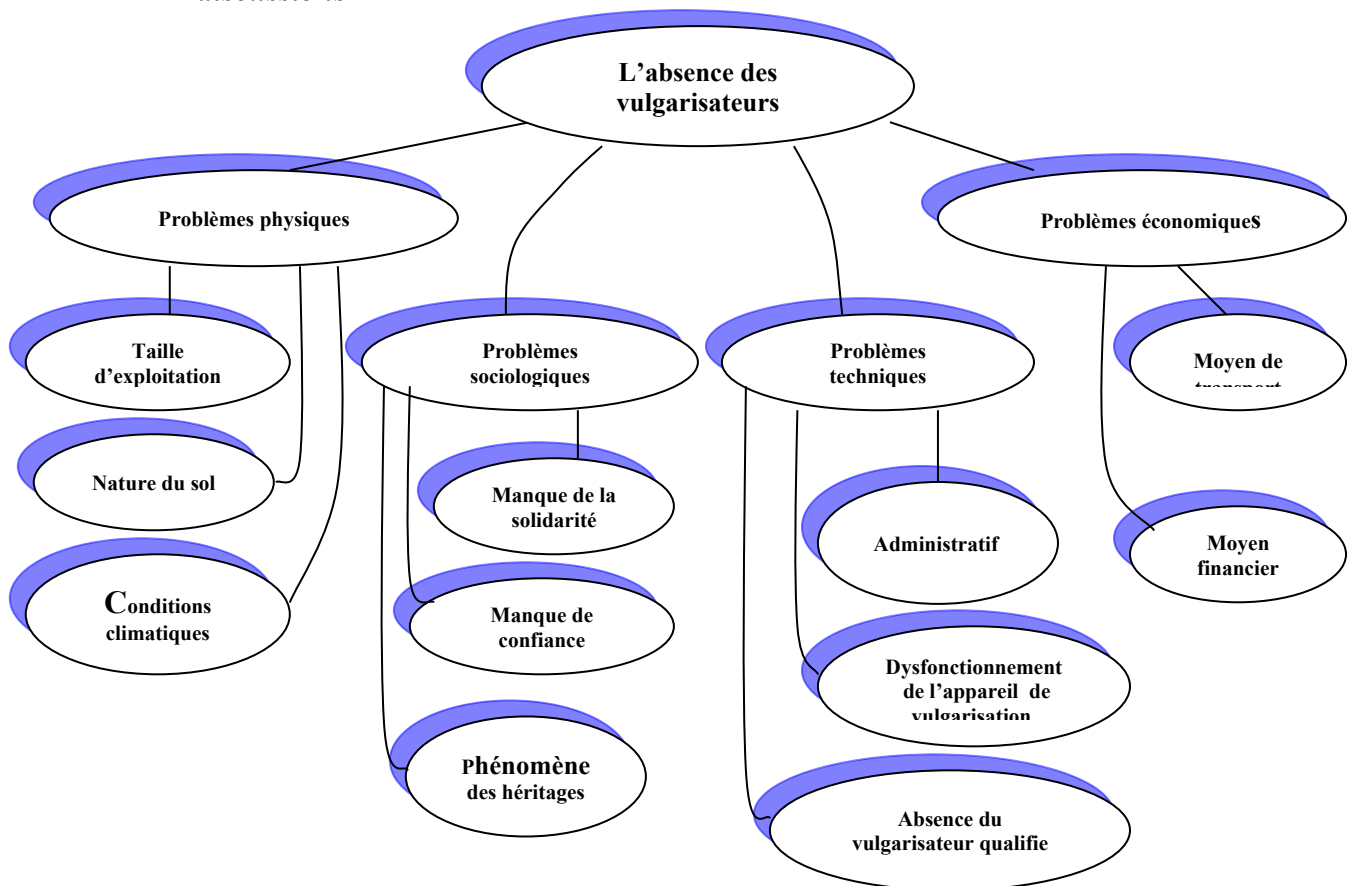 L’absence des
vulgarisateurs
Problèmes physiques
Problèmes économiques
Taille
d’exploitation
Problèmes
sociologiques
Problèmes
techniques
Moyen de
transport
Nature du sol
Manque de la
solidarité
Administratif
Moyen
financier
Conditions
climatiques
Manque de
confiance
Dysfonctionnement
de l’appareil de
vulgarisation
Phénomène
des héritages
Absence du
vulgarisateur qualifie